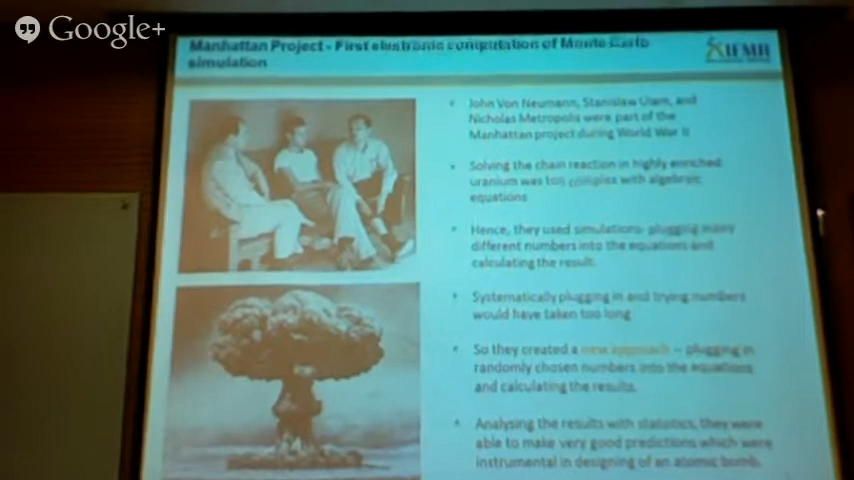 Google+
Manhattan Project - First electronic computation of Monte Carlo
simulation
IFMR
John Von Neumann, Stanislaw Ulam, and
Nicholas Metropolis were part of the
Manhattan project during World War II
Solving the chain reaction in highly enriched
uranium was too complex with algebraic
equations
Hence, they used simulations- plugging many
different numbers into the equations and
calculating the result.
Systematically plugging in and trying numbers
would have taken too long
So they created a new approach – plugging in
randomly chosen numbers into the equations
and calculating the results.
Analysing the results with statistics, they were
able to make very good predictions which were
instrumental in designing of an atomic bomb.